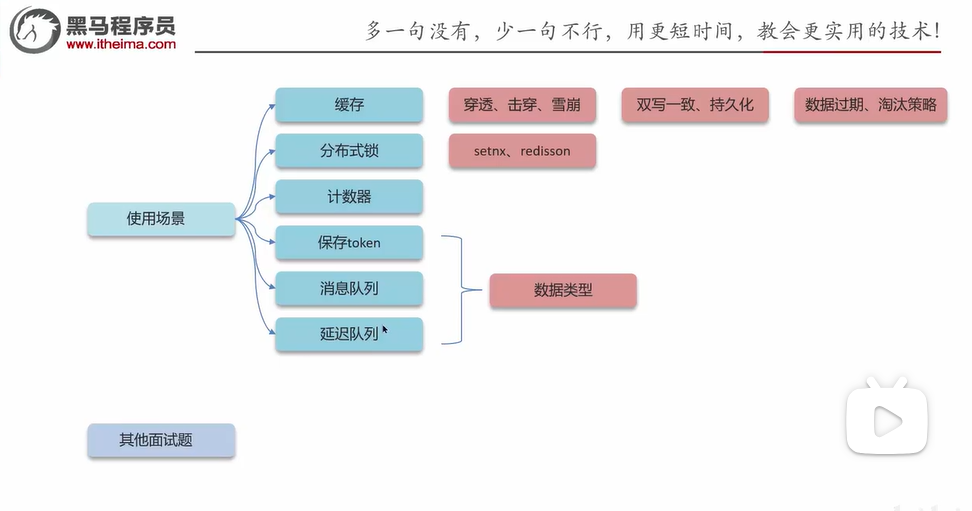 黑马程序员
www.itheima.com
多一句没有，少一句不行，用更短时间，教会更实用的技术！
缓存
穿透、击穿、雪崩
双写一致、持久化
数据过期、淘汰策略
分布式锁
setnx、redisson
计数器
使用场景
保存token
消息队列
数据类型
延迟队列
其他面试题